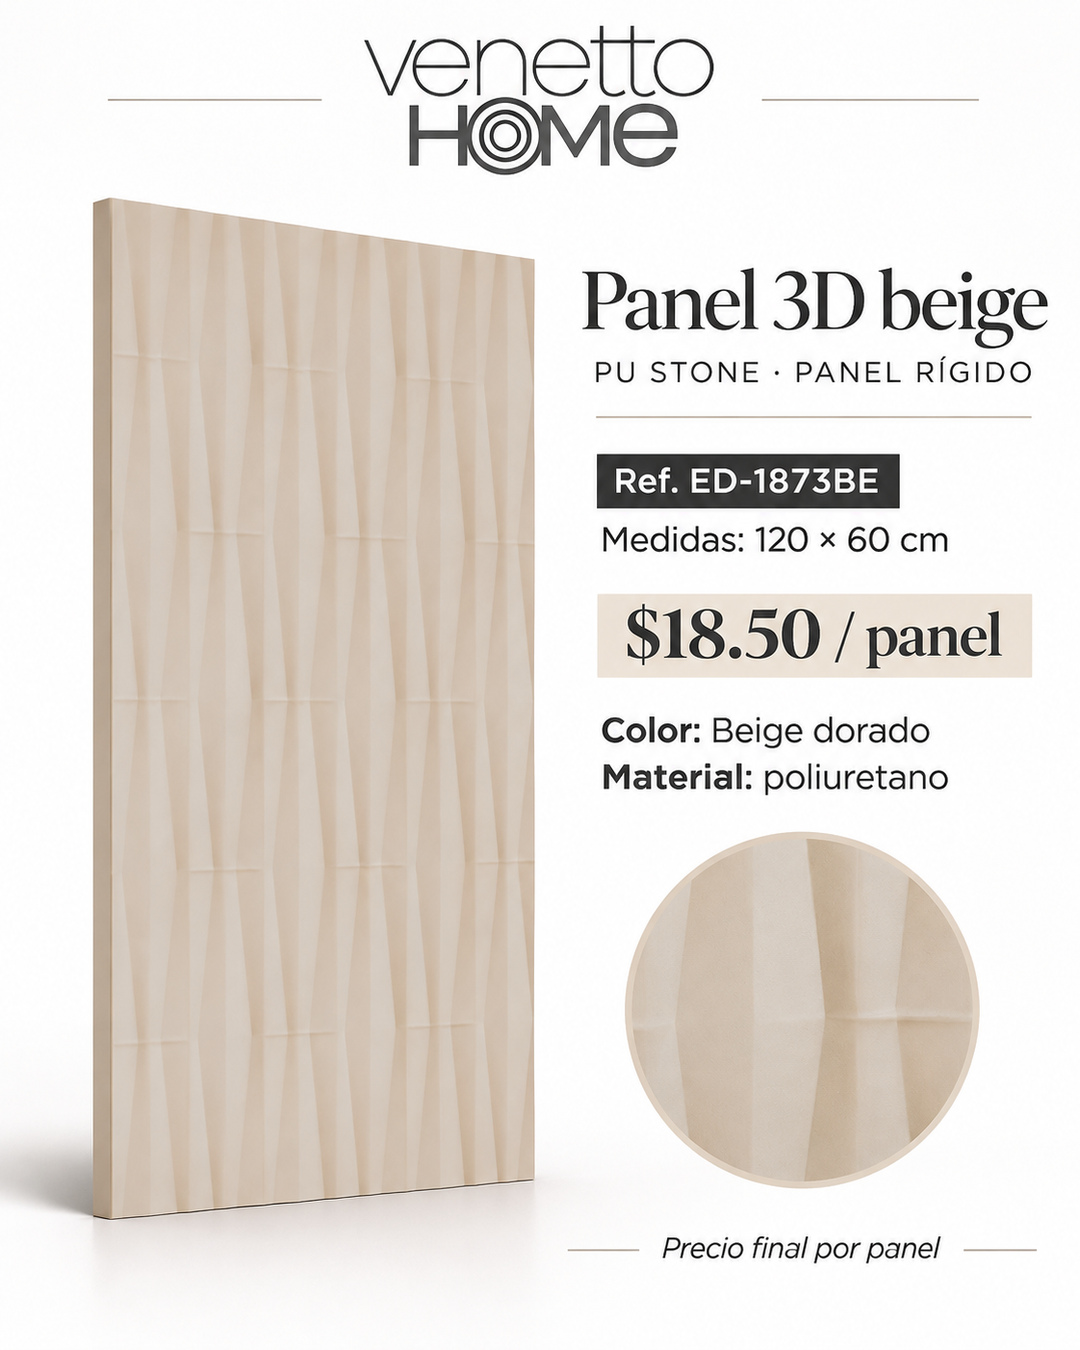 venetto
HOME
Panel 3D beige
PU STONE · PANEL RÍGIDO
Ref. ED-1873BE
Medidas: 120 × 60 cm
$18.50 / panel
Color: Beige dorado
Material: poliuretano
Precio final por panel